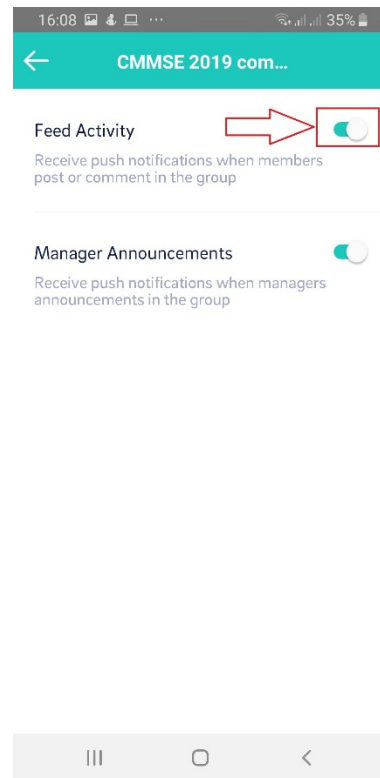 16:08 35%
CMMSE 2019 com...
Feed Activity
Receive push notifications when members
post or comment in the group
Manager Announcements
Receive push notifications when managers
announcements in the group